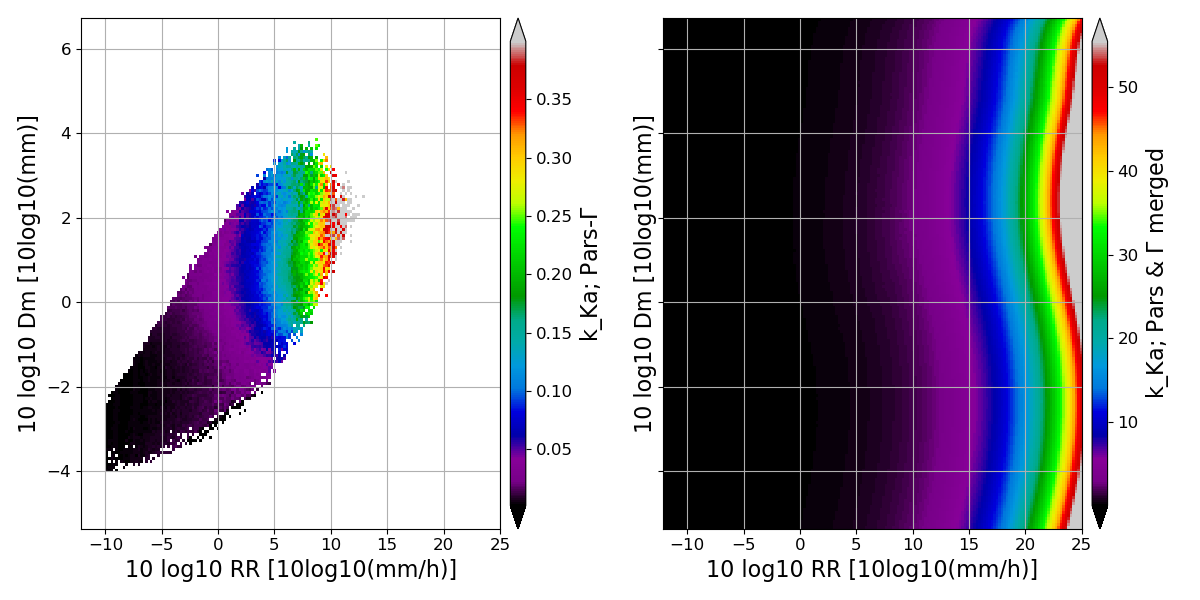 6
4
2
0
−2
−4
10 log10 Dm [10log10(mm)]
−10 −5 0 5 10 15 20 25
10 log10 RR [10log10(mm/h)]
0.35
0.30
0.25
0.20
0.15
0.10
0.05
k_Ka; Pars-Γ
10 log10 Dm [10log10(mm)]
−10 −5 0 5 10 15 20 25
10 log10 RR [10log10(mm/h)]
50
40
30
20
10
k_Ka; Pars & Γ merged